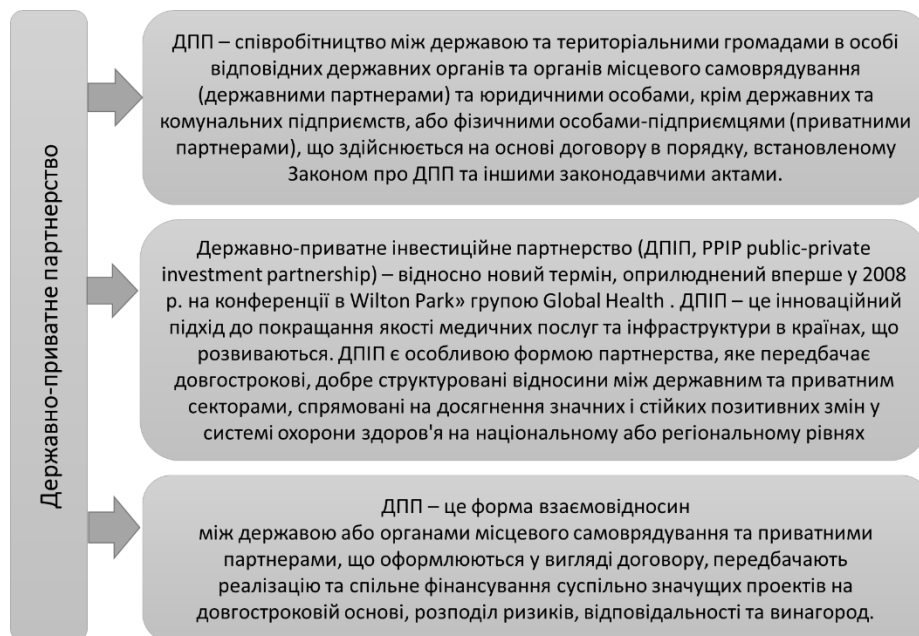 Державно-приватне партнерство
ДПП – співробітництво між державою та територіальними громадами в особі
відповідних державних органів та органів місцевого самоврядування
(державними партнерами) та юридичними особами, крім державних та
комунальних підприємств, або фізичними особами-підприємцями (приватними
партнерами), що здійснюється на основі договору в порядку, встановленому
Законом про ДПП та іншими законодавчими актами.
Державно-приватне інвестиційне партнерство (ДПІП, PPIP public-private
investment partnership) – відносно новий термін, оприлюднений вперше у 2008
р. на конференції в Wilton Park» групою Global Health . ДПІП – це інноваційний
підхід до покращання якості медичних послуг та інфраструктури в країнах, що
розвиваються. ДПІП є особливою формою партнерства, яке передбачає
довгострокові, добре структуровані відносини між державним та приватним
секторами, спрямовані на досягнення значних і стійких позитивних змін у
системі охорони здоров'я на національному або регіональному рівнях
ДПП – це форма взаємовідносин
між державою або органами місцевого самоврядування та приватними
партнерами, що оформлюються у вигляді договору, передбачають
реалізацію та спільне фінансування суспільно значущих проектів на
довгостроковій основі, розподіл ризиків, відповідальності та винагород.